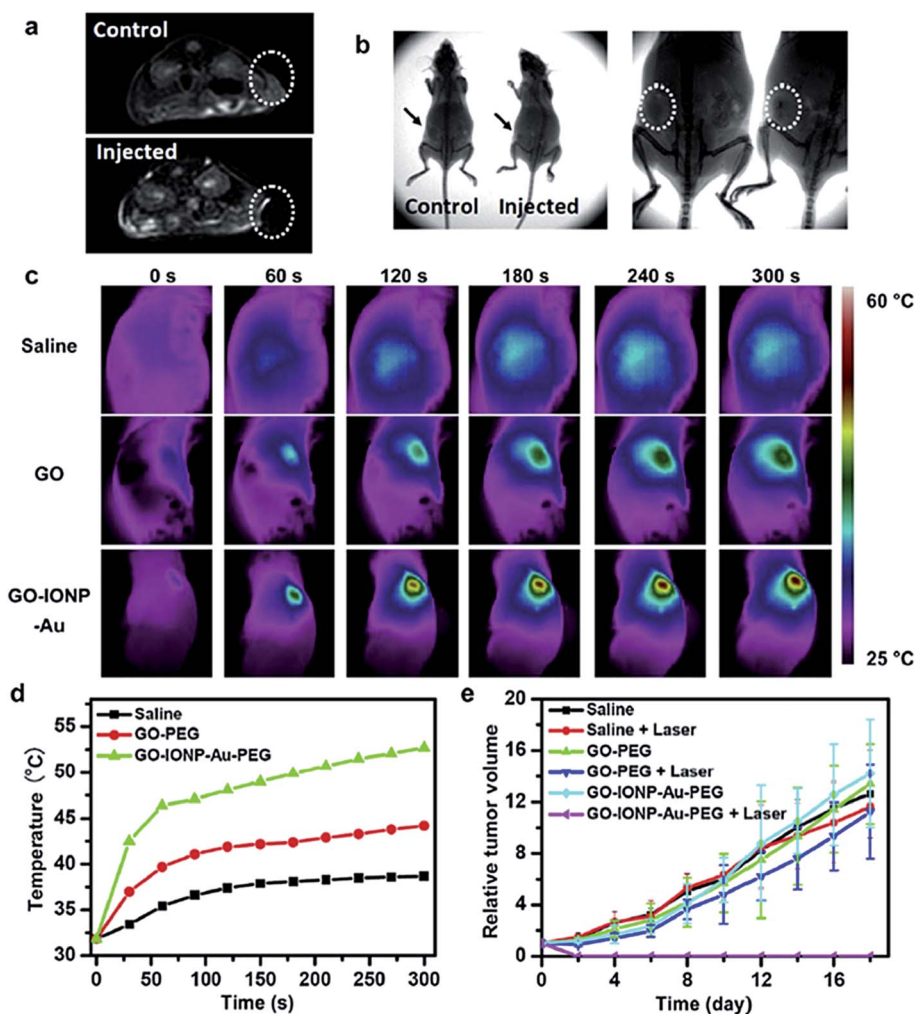 a
Control
Injected
b
Control Injected
c
0 s 60 s 120 s 180 s 240 s 300 s
60 °C
Saline
GO
GO-IONP
-Au
25 °C
d
Saline
GO-PEG
GO-IONP-Au-PEG
Temperature (°C)
55
50
45
40
35
30
0 50 100 150 200 250 300
Time (s)
e
Saline
Saline + Laser
GO-PEG
GO-PEG + Laser
GO-IONP-Au-PEG
GO-IONP-Au-PEG + Laser
Relative tumor volume
20
16
12
8
4
0
0 4 8 12 16
Time (day)